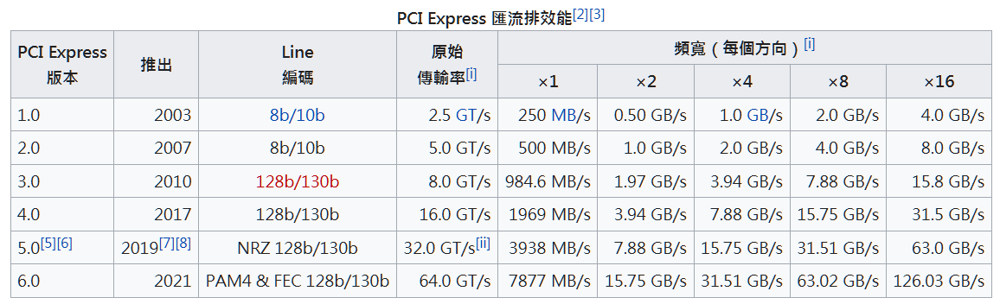 PCI Express 匯流排效能[2][3]
PCI Express 版本 推出 Line 編碼 原始 傳輸率[i] 頻寬（每個方向）[i]
×1 ×2 ×4 ×8 ×16
1.0 2003 8b/10b 2.5 GT/s 250 MB/s 0.50 GB/s 1.0 GB/s 2.0 GB/s 4.0 GB/s
2.0 2007 8b/10b 5.0 GT/s 500 MB/s 1.0 GB/s 2.0 GB/s 4.0 GB/s 8.0 GB/s
3.0 2010 128b/130b 8.0 GT/s 984.6 MB/s 1.97 GB/s 3.94 GB/s 7.88 GB/s 15.8 GB/s
4.0 2017 128b/130b 16.0 GT/s 1969 MB/s 3.94 GB/s 7.88 GB/s 15.75 GB/s 31.5 GB/s
5.0[5][6] 2019[7][8] NRZ 128b/130b 32.0 GT/s[ii] 3938 MB/s 7.88 GB/s 15.75 GB/s 31.51 GB/s 63.0 GB/s
6.0 2021 PAM4 & FEC 128b/130b 64.0 GT/s 7877 MB/s 15.75 GB/s 31.51 GB/s 63.02 GB/s 126.03 GB/s